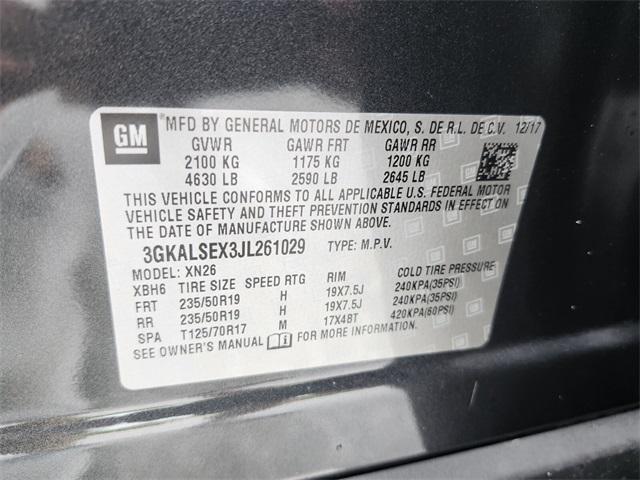 GM
*MFD BY GENERAL MOTORS DE MEXICO, S. DE R.L. DE C.V. 12/17
GVWR GAWR FRT GAWR RR
2100 KG 1175 KG 1200 KG
4630 LB 2590 LB 2645 LB
THIS VEHICLE CONFORMS TO ALL APPLICABLE U.S. FEDERAL MOTOR
VEHICLE SAFETY AND THEFT PREVENTION STANDARDS IN EFFECT ON
THE DATE OF MANUFACTURE SHOWN ABOVE.
3GKALSEX3JL261029 TYPE: M.P.V.
MODEL: XN26
XBH6 TIRE SIZE SPEED RTG RIM COLD TIRE PRESSURE
FRT 235/50R19 H 19X7.5J 240KPA(35PSI)
RR 235/50R19 H 19X7.5J 240KPA(35PSI)
SPA T125/70R17 M 17X4BT 420KPA(60PSI)
SEE OWNER'S MANUAL i FOR MORE INFORMATION.